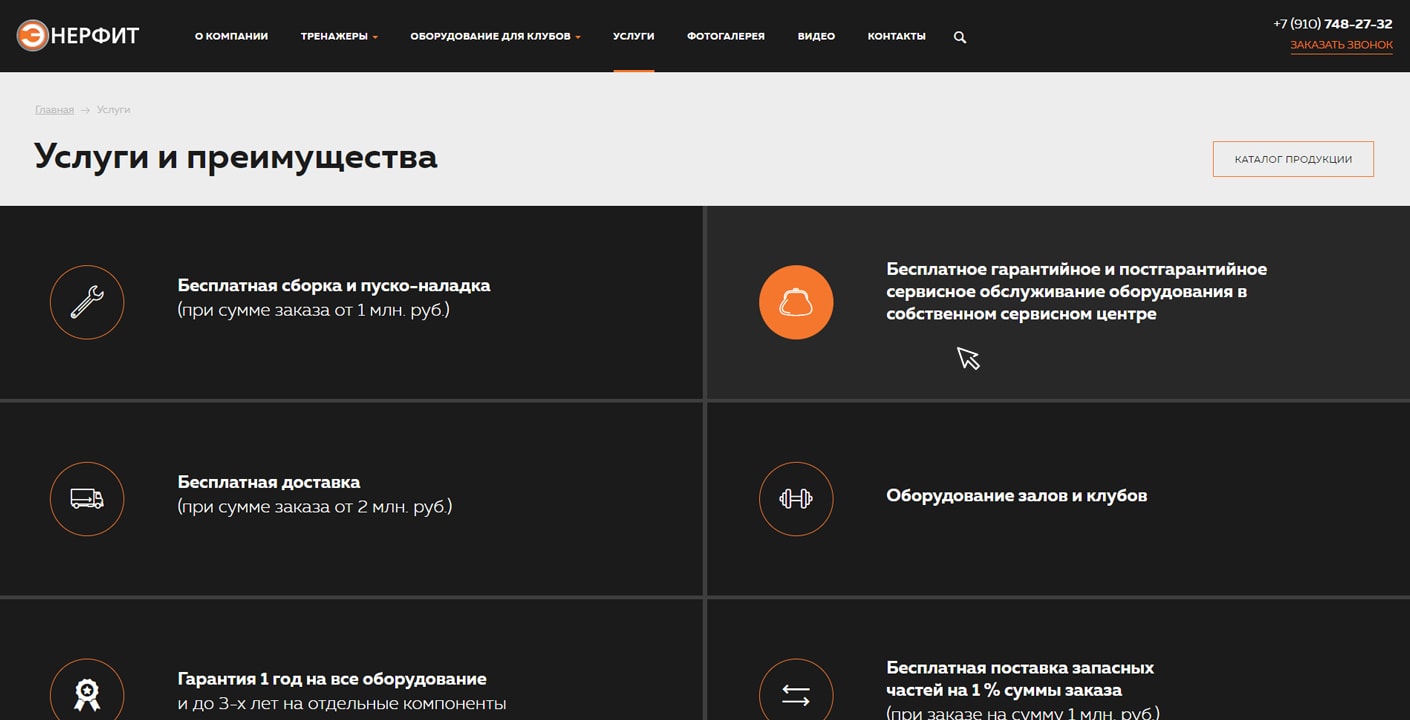 ЭНЕРФИТ
О КОМПАНИИ
ТРЕНАЖЕРЫ
ОБОРУДОВАНИЕ ДЛЯ КЛУБОВ
УСЛУГИ
ФОТОГАЛЕРЕЯ
ВИДЕО
КОНТАКТЫ
+7 (910) 748-27-32
ЗАКАЗАТЬ ЗВОНОК
Главная → Услуги
Услуги и преимущества
КАТАЛОГ ПРОДУКЦИИ
Бесплатная сборка и пуско-наладка
(при сумме заказа от 1 млн. руб.)
Бесплатное гарантийное и постгарантийное
сервисное обслуживание оборудования в
собственном сервисном центре
Бесплатная доставка
(при сумме заказа от 2 млн. руб.)
Оборудование залов и клубов
Гарантия 1 год на все оборудование
и до 3-х лет на отдельные компоненты
Бесплатная поставка запасных
частей на 1 % суммы заказа
(при заказе на сумму 1 млн. руб.)